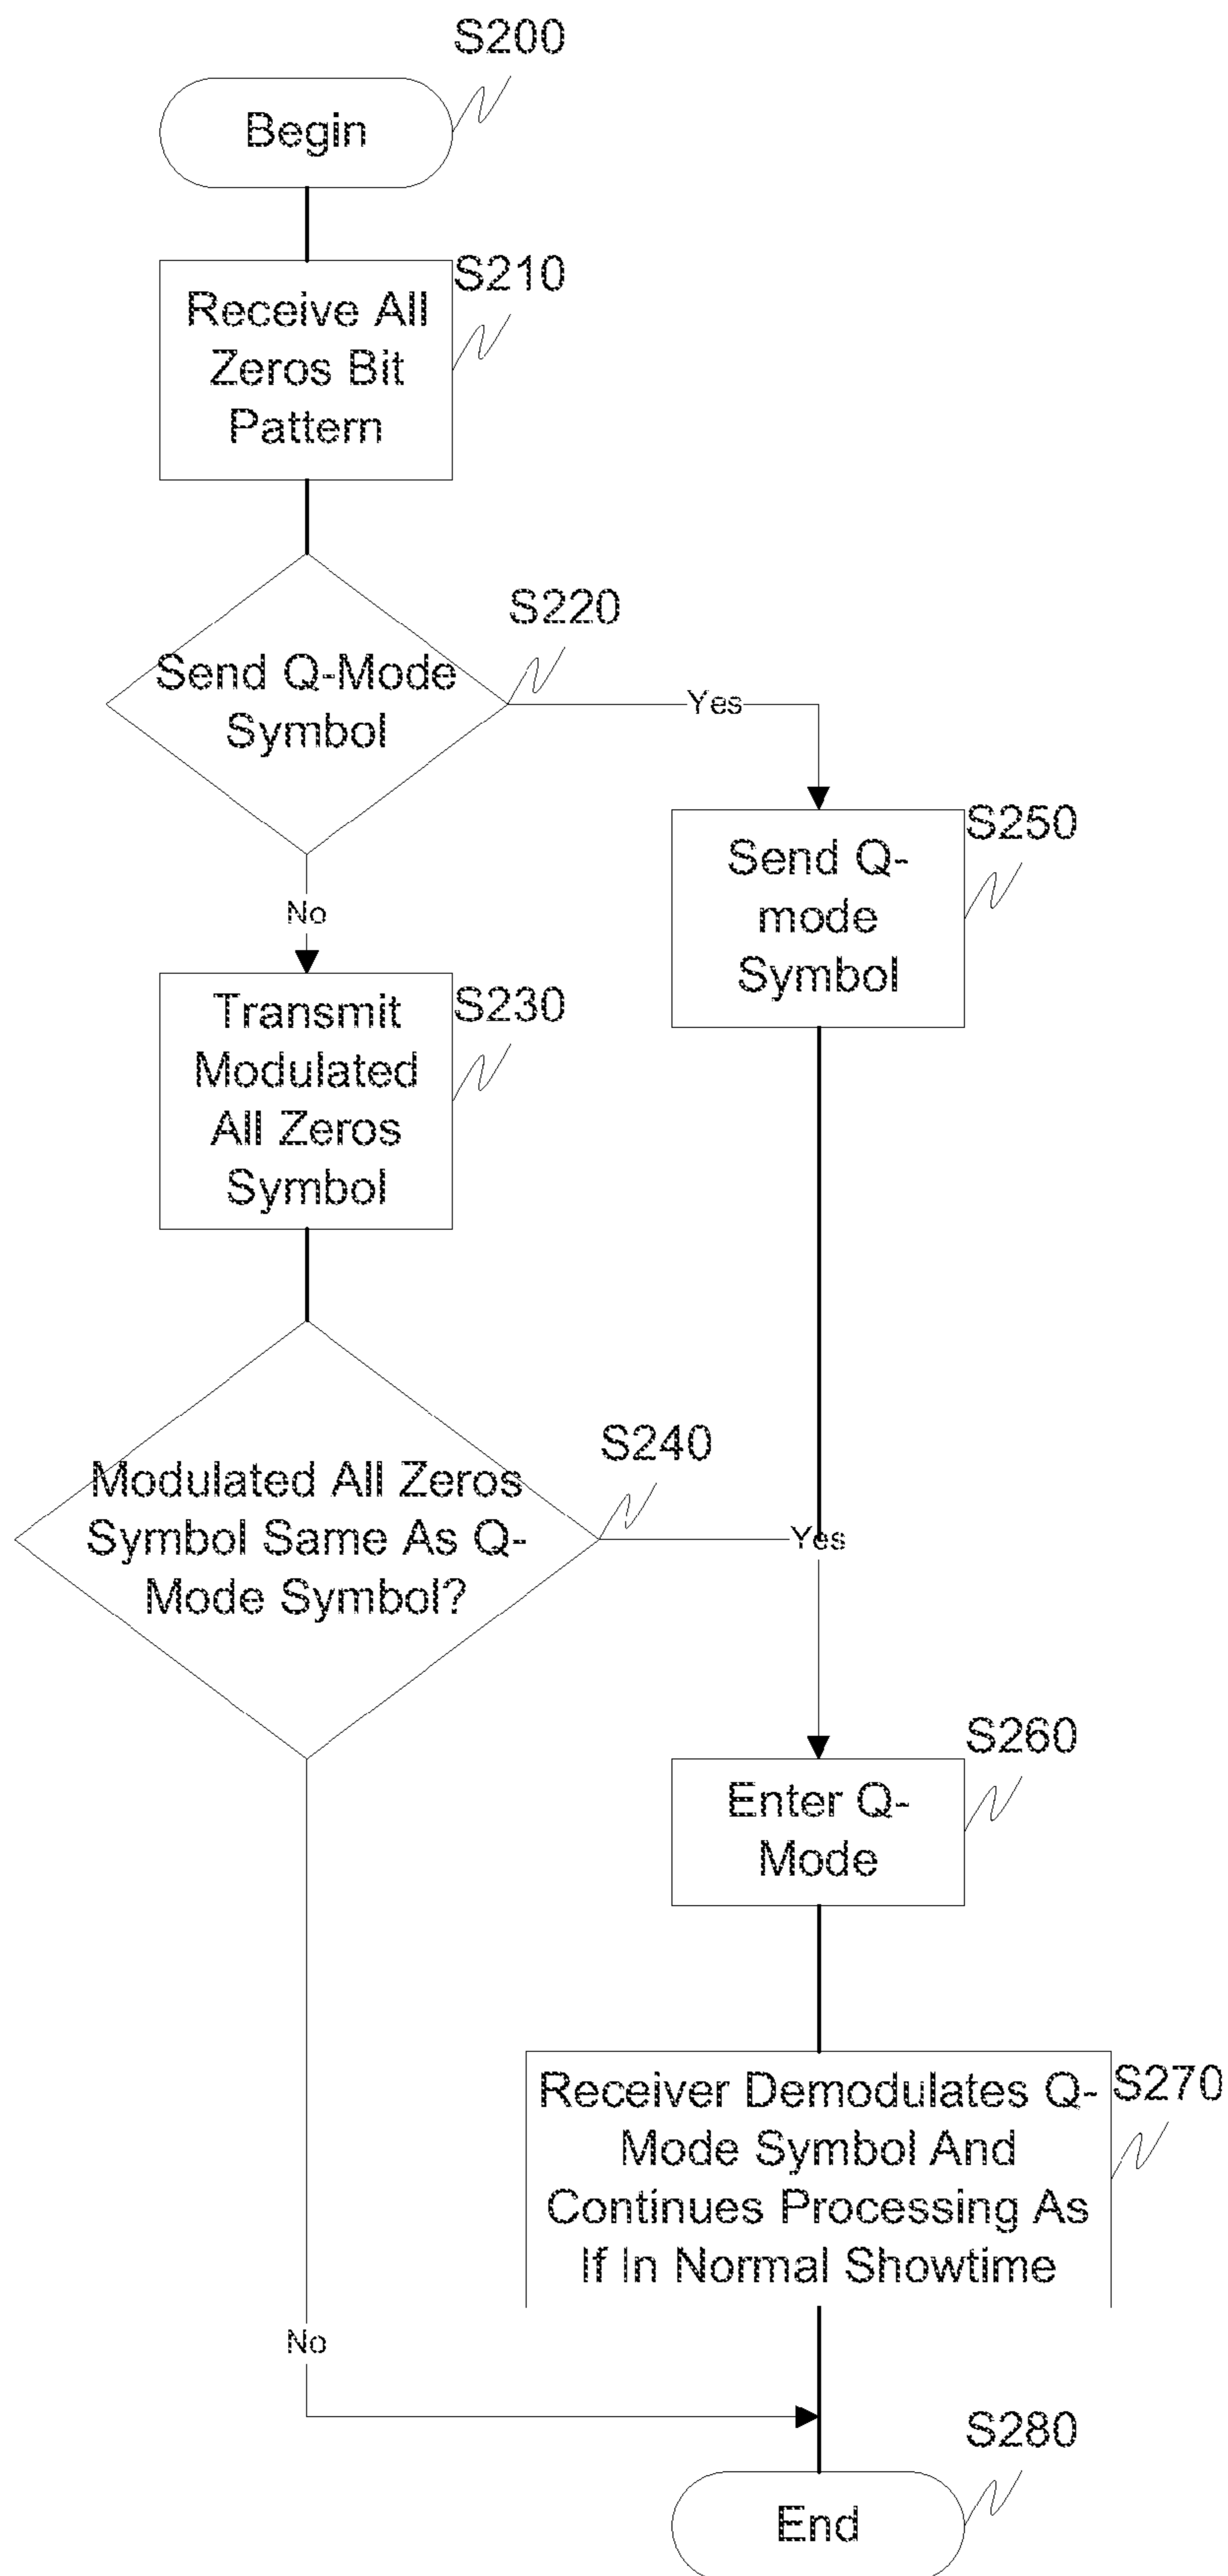 S200
Begin
S210
Receive All
Zeros Bit
Pattern
S220
Send Q-Mode
Symbol
Yes
No
S250
Send Q-
mode
Symbol
S230
Transmit
Modulated
All Zeros
Symbol
S240
Modulated All Zeros
Symbol Same As Q-
Mode Symbol?
Yes
S260
Enter Q-
Mode
S270
Receiver Demodulates Q-
Mode Symbol And
Continues Processing As
If In Normal Showtime
No
S280
End